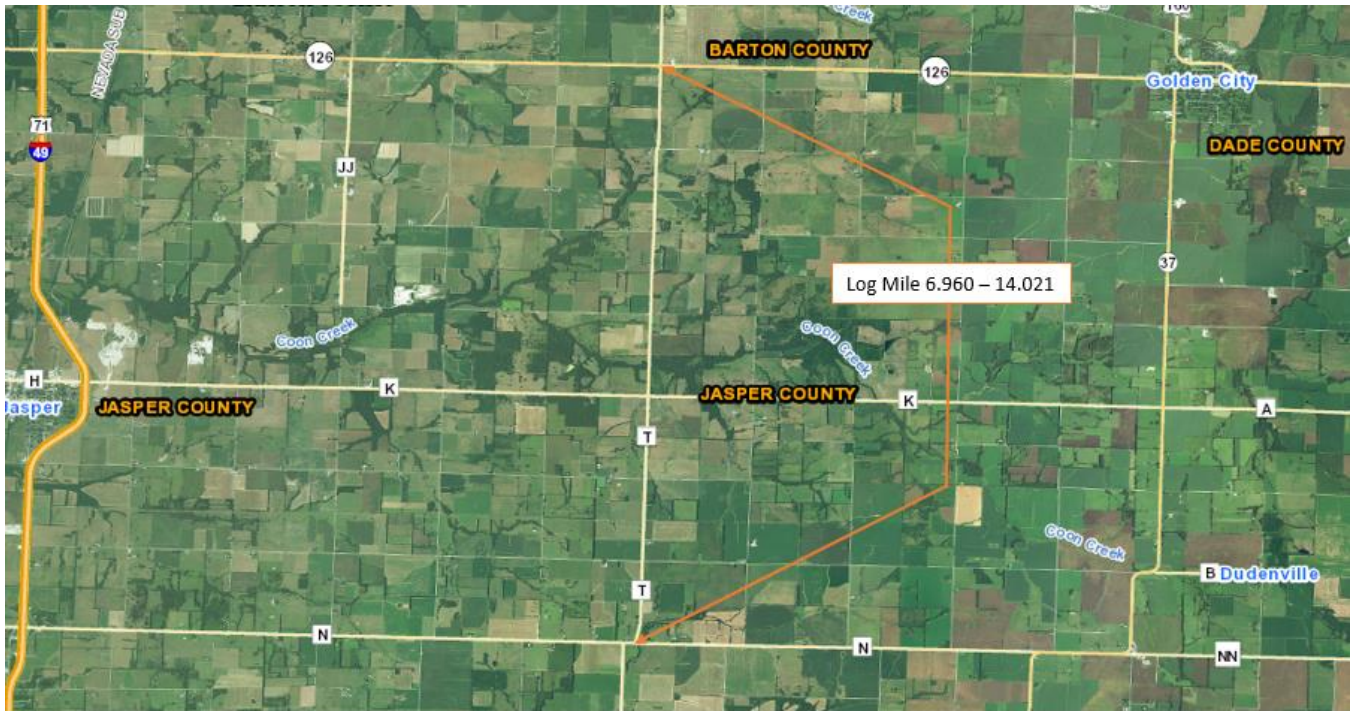 160
126
BARTON COUNTY
126
Golden City
NEVADA SUB
71
49
JJ
DADE COUNTY
37
Log Mile 6.960 – 14.021
Coon Creek
Coon Creek
H
K
JASPER COUNTY
K
A
Jasper
JASPER COUNTY
T
Coon Creek
B
Dudenville
T
N
N
NN